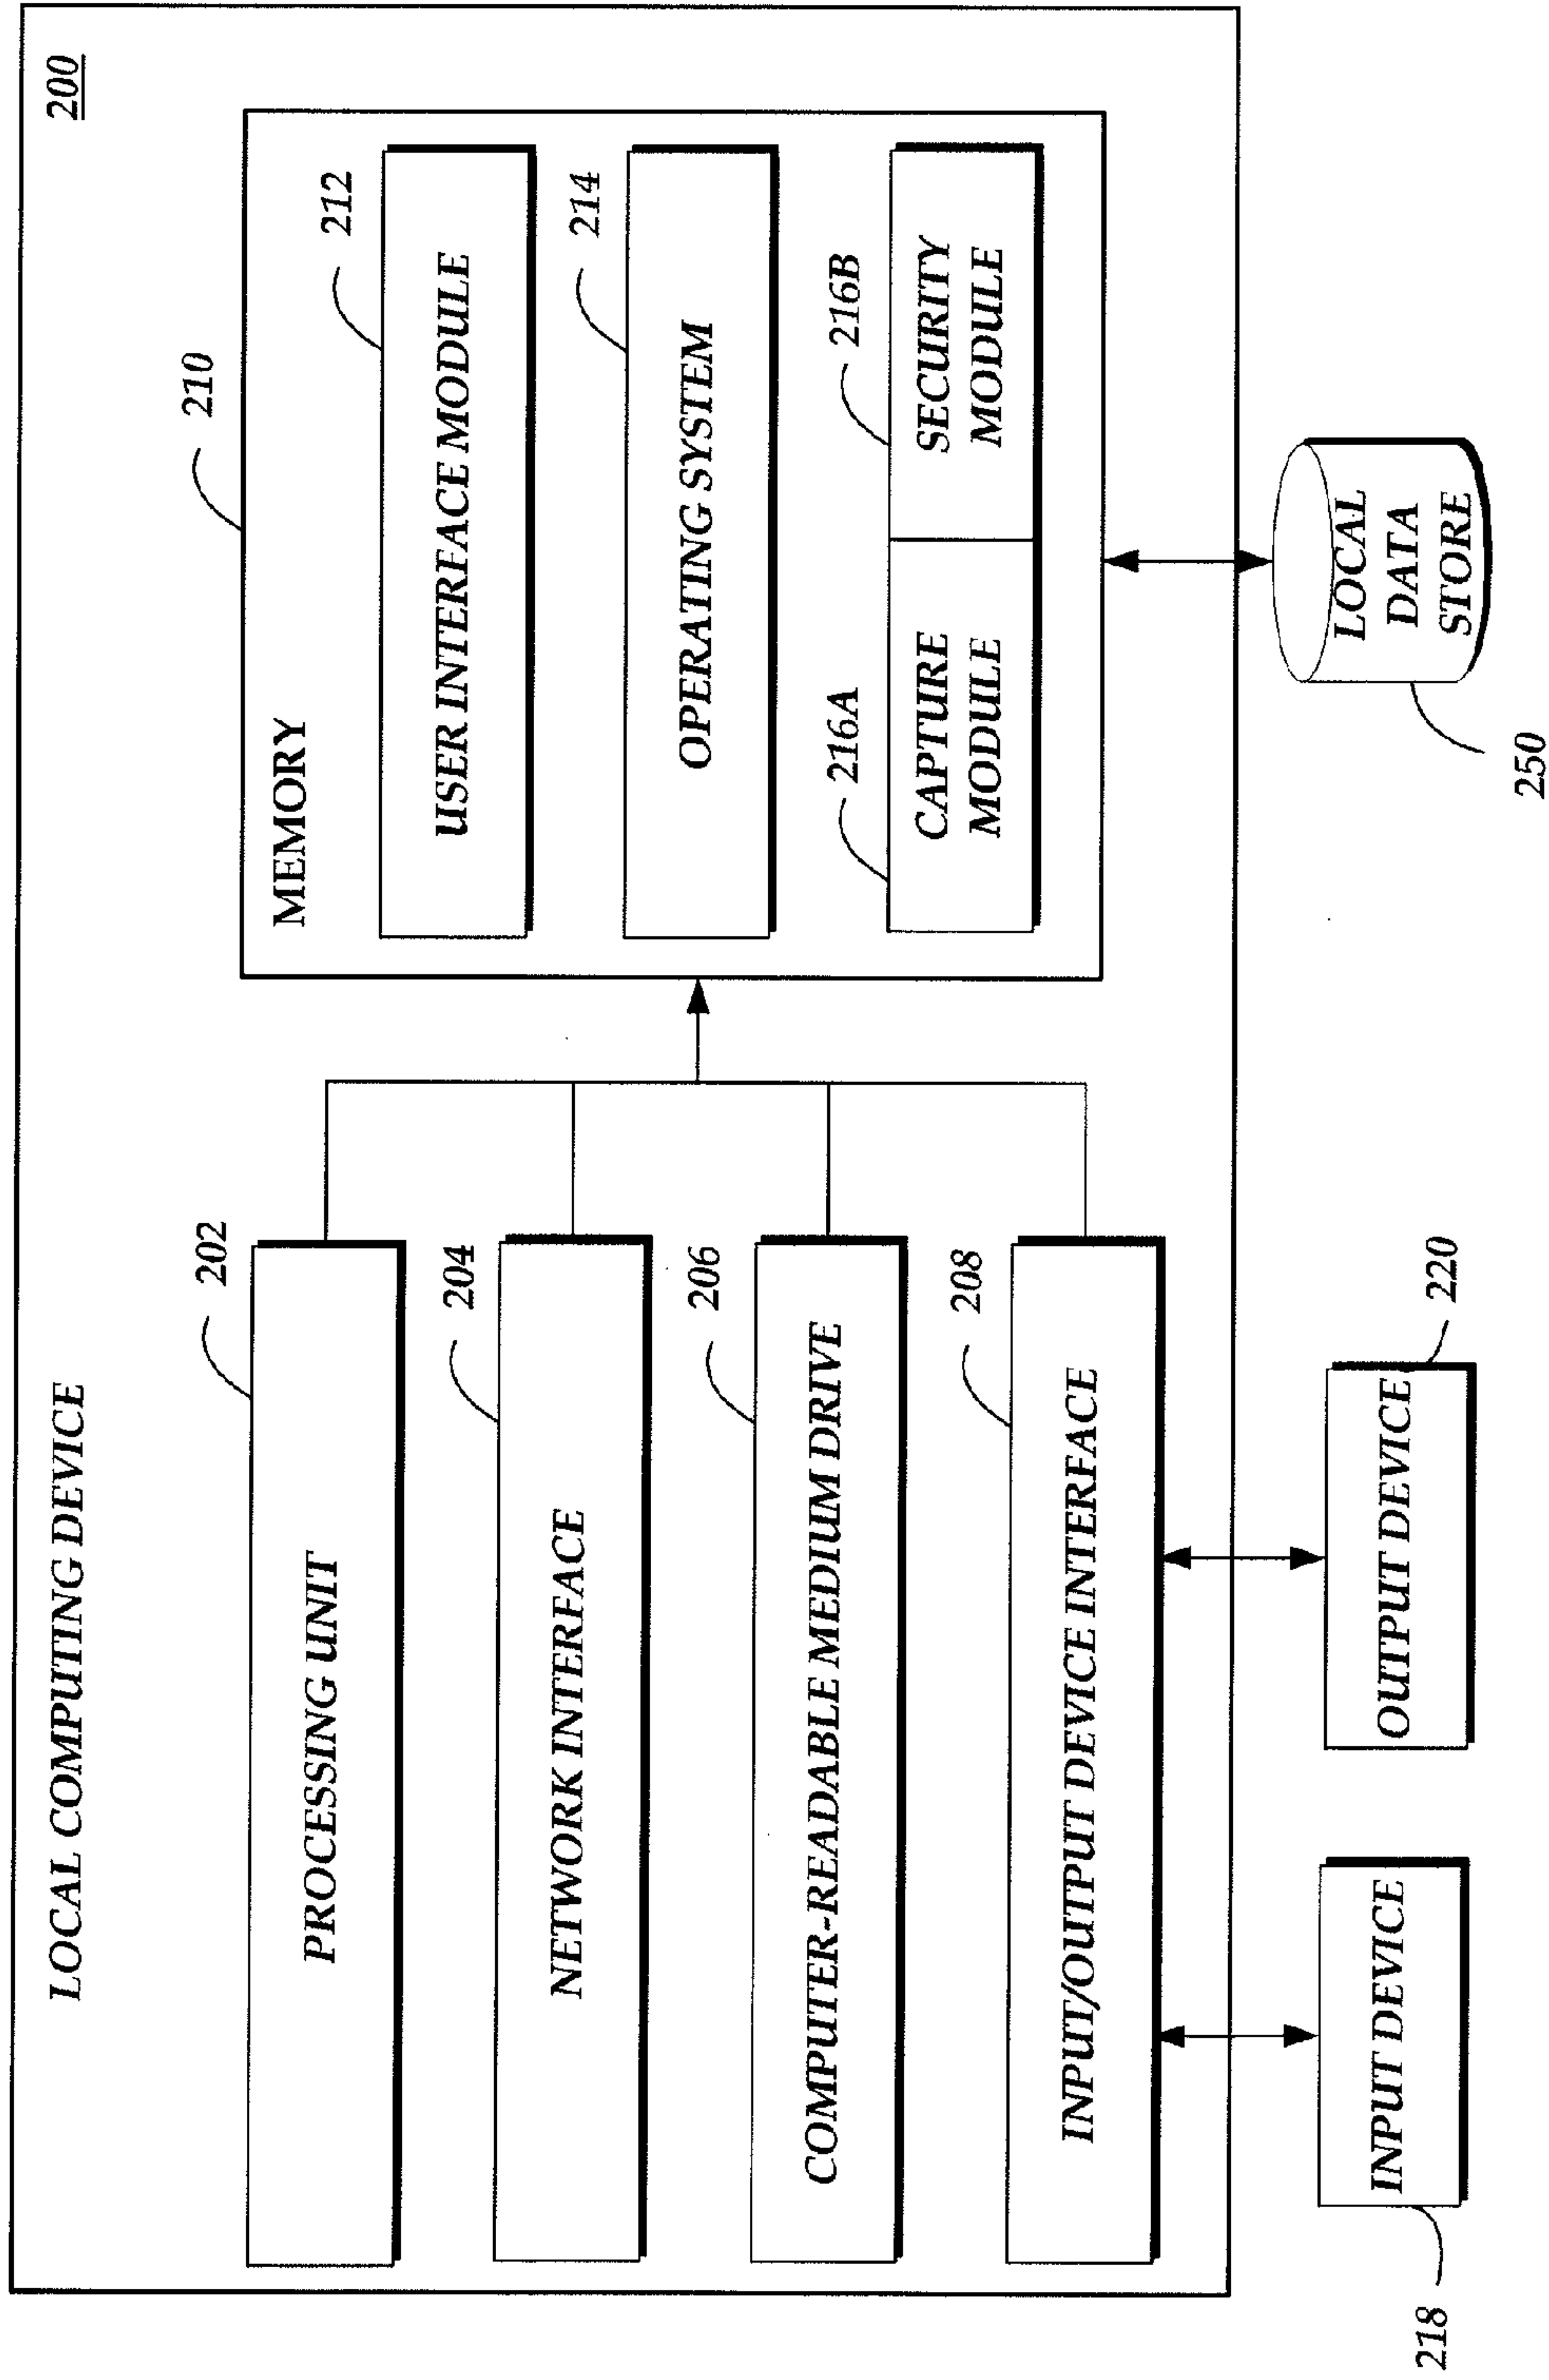 LOCAL COMPUTING DEVICE
200
202
PROCESSING UNIT
204
NETWORK INTERFACE
206
COMPUTER-READABLE MEDIUM DRIVE
208
INPUT/OUTPUT DEVICE INTERFACE
210
MEMORY
212
USER INTERFACE MODULE
214
OPERATING SYSTEM
216A
CAPTURE
MODULE
216B
SECURITY
MODULE
218
INPUT DEVICE
220
OUTPUT DEVICE
LOCAL
DATA
STORE
250